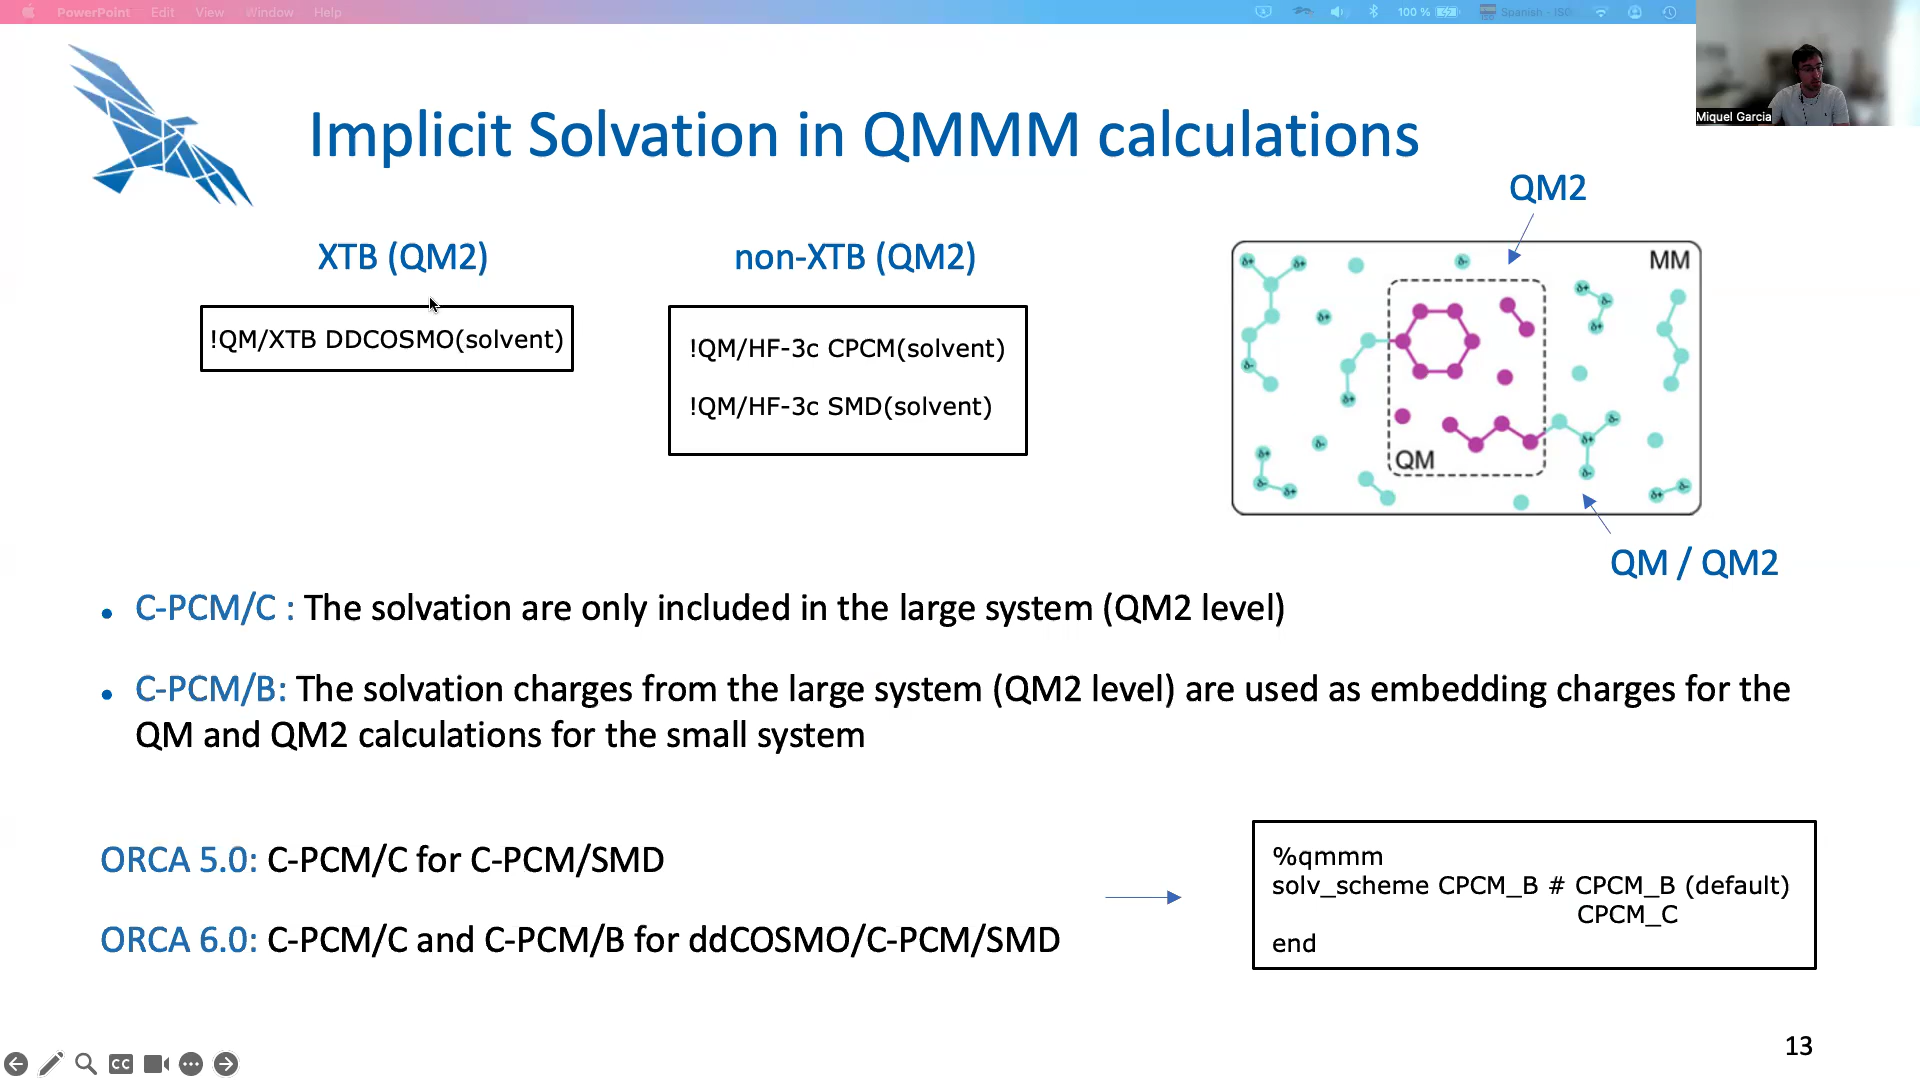 PowerPoint Edit View Window Help
100 %
Spanish - ISO
Miquel Garcia
Implicit Solvation in QMMM calculations
QM2
XTB (QM2)
non-XTB (QM2)
!QM/XTB DDCOSMO(solvent)
!QM/HF-3c CPCM(solvent)
!QM/HF-3c SMD(solvent)
MM
δ+ δ+ δ- δ+ δ-
δ+ δ+
δ- δ+
δ- δ+
δ- δ-
δ+ δ- δ+ δ- δ+ δ-
QM
QM / QM2
• C-PCM/C : The solvation are only included in the large system (QM2 level)
• C-PCM/B: The solvation charges from the large system (QM2 level) are used as embedding charges for the
QM and QM2 calculations for the small system
ORCA 5.0: C-PCM/C for C-PCM/SMD
ORCA 6.0: C-PCM/C and C-PCM/B for ddCOSMO/C-PCM/SMD
%qmmm
solv_scheme CPCM_B # CPCM_B (default)
CPCM_C
end
13
CC